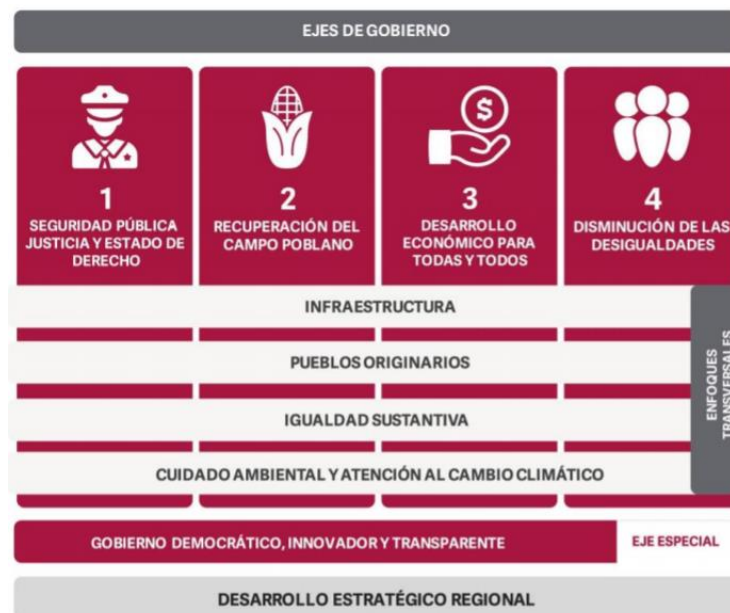 EJES DE GOBIERNO
1
SEGURIDAD PÚBLICA
JUSTICIA Y ESTADO DE
DERECHO
2
RECUPERACIÓN DEL
CAMPO POBLANO
$
3
DESARROLLO
ECONÓMICO PARA
TODAS Y TODOS
4
DISMINUCIÓN DE LAS
DESIGUALDADES
INFRAESTRUCTURA
PUEBLOS ORIGINARIOS
IGUALDAD SUSTANTIVA
CUIDADO AMBIENTAL Y ATENCIÓN AL CAMBIO CLIMÁTICO
ENFOQUES
TRANSVERSALES
GOBIERNO DEMOCRÁTICO, INNOVADOR Y TRANSPARENTE
EJE ESPECIAL
DESARROLLO ESTRATÉGICO REGIONAL